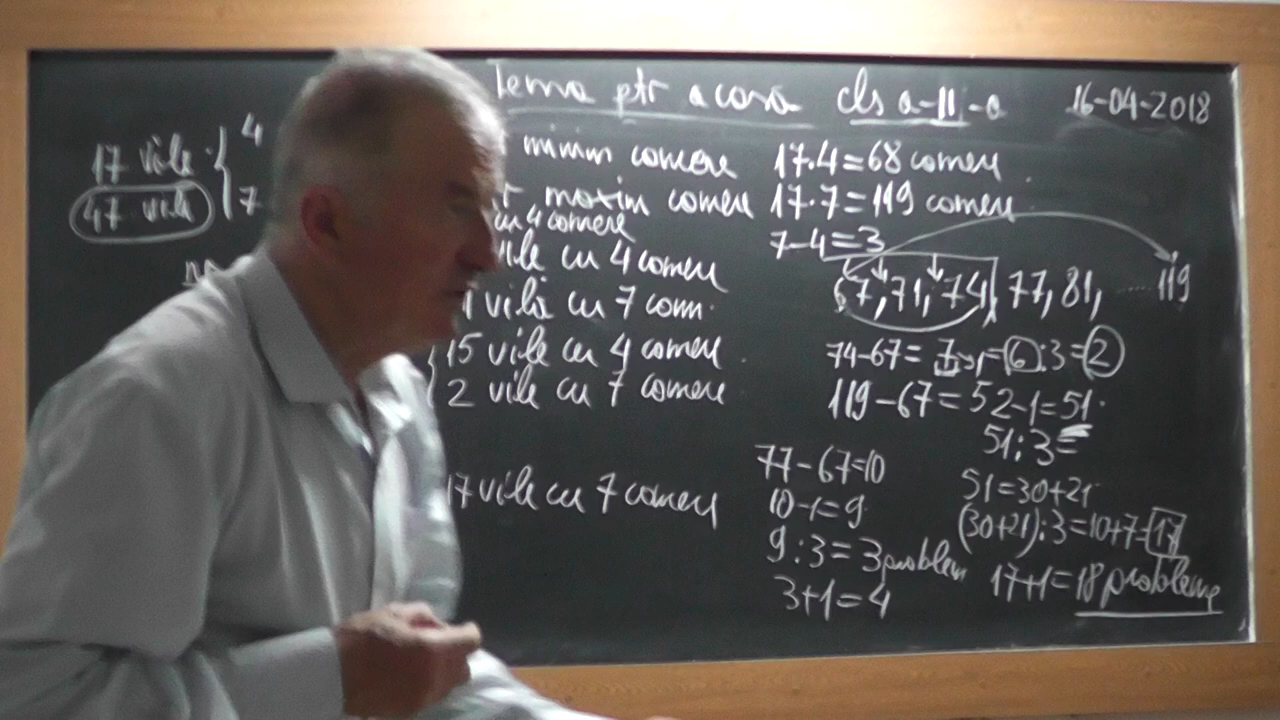 Tema ptr acasă cls a-II-a 16-04-2018
17 vile 4
47 vile 7
minim camere 17·4=68 camere
maxim camere 17·7=119 camere
cu 4 camere
7-4=3
vile cu 4 camere
67, 71, 74, 77, 81, ..... 119
1 vilă cu 7 cam.
15 vile cu 4 camere
2 vile cu 7 camere
17 vile cu 7 camere
74-67= 7-1=6:3=2
119-67=52-1=51
51:3=
77-67=10
10-1=9
9:3=3 problem
3+1=4
51=30+21
(30+21):3=10+7=17
17+1=18 probleme